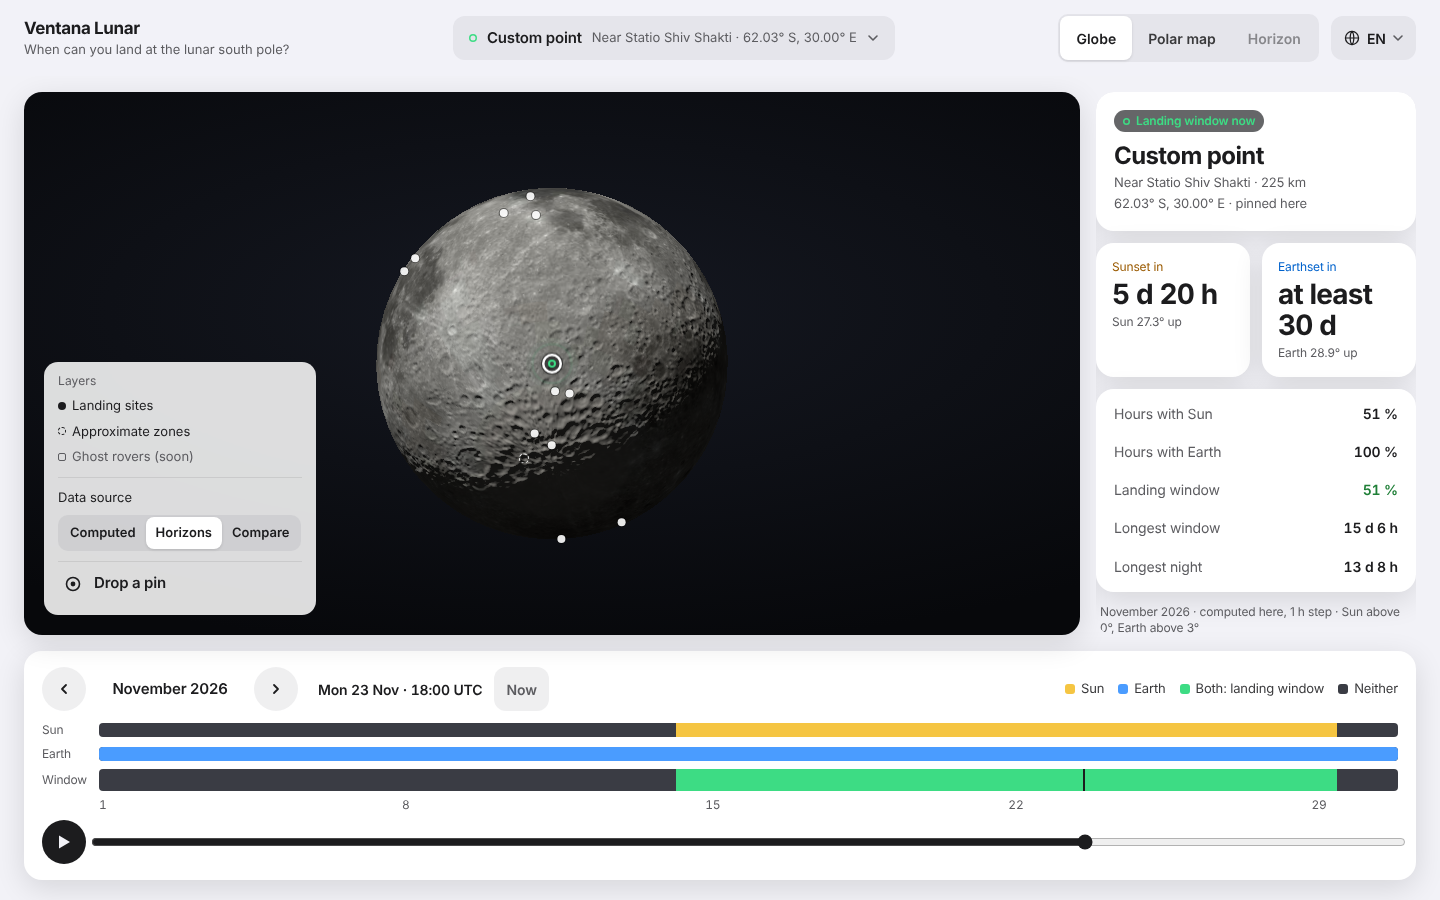 Ventana Lunar
When can you land at the lunar south pole?
Custom point Near Statio Shiv Shakti · 62.03° S, 30.00° E
Globe Polar map Horizon
EN
Landing window now
Custom point
Near Statio Shiv Shakti · 225 km
62.03° S, 30.00° E · pinned here
Sunset in
5 d 20 h
Sun 27.3° up
Earthset in
at least
30 d
Earth 28.9° up
Hours with Sun 51 %
Hours with Earth 100 %
Landing window 51 %
Longest window 15 d 6 h
Longest night 13 d 8 h
November 2026 · computed here, 1 h step · Sun above
0°, Earth above 3°
Layers
Landing sites
Approximate zones
Ghost rovers (soon)
Data source
Computed Horizons Compare
Drop a pin
November 2026
Mon 23 Nov · 18:00 UTC
Now
Sun Earth Both: landing window Neither
Sun
Earth
Window
1 8 15 22 29